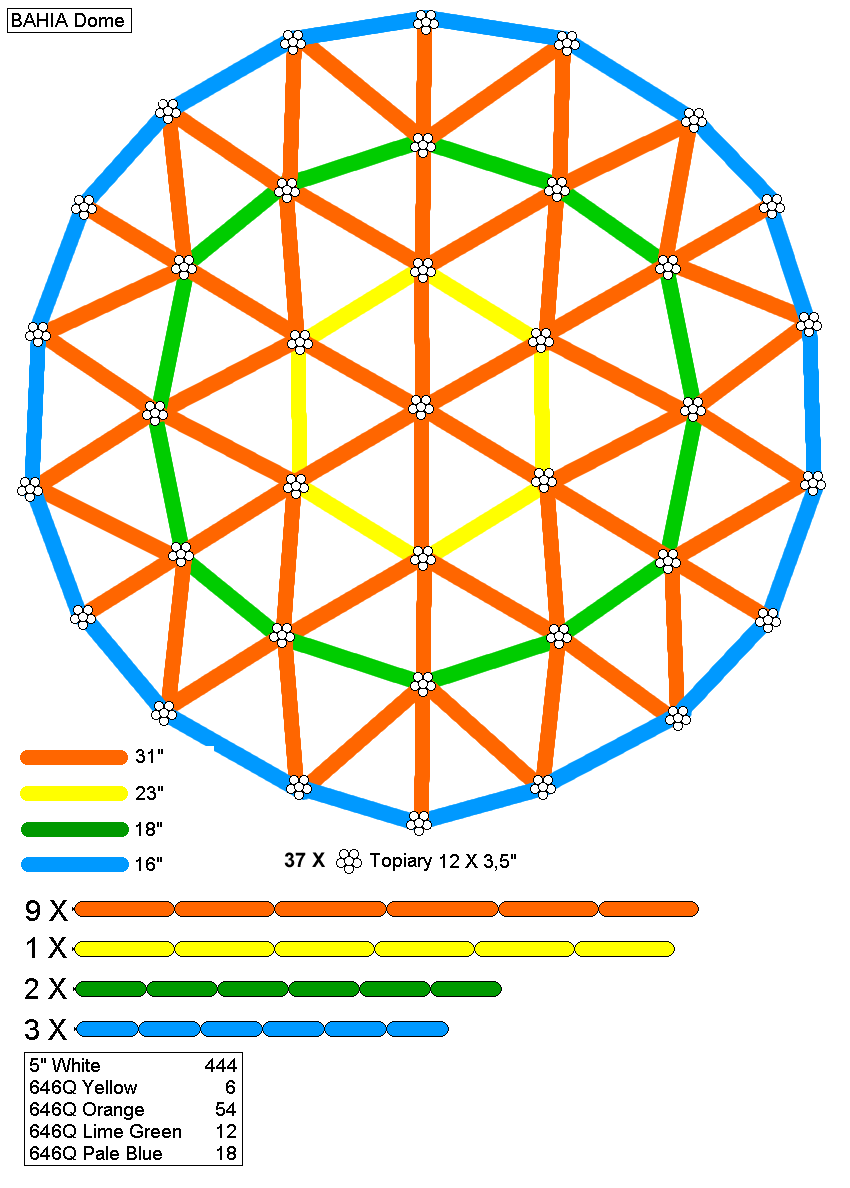 BAHIA Dome
31"
23"
18"
16"
37 X Topiary 12 X 3,5"
9 X
1 X
2 X
3 X
5" White 444
646Q Yellow 6
646Q Orange 54
646Q Lime Green 12
646Q Pale Blue 18